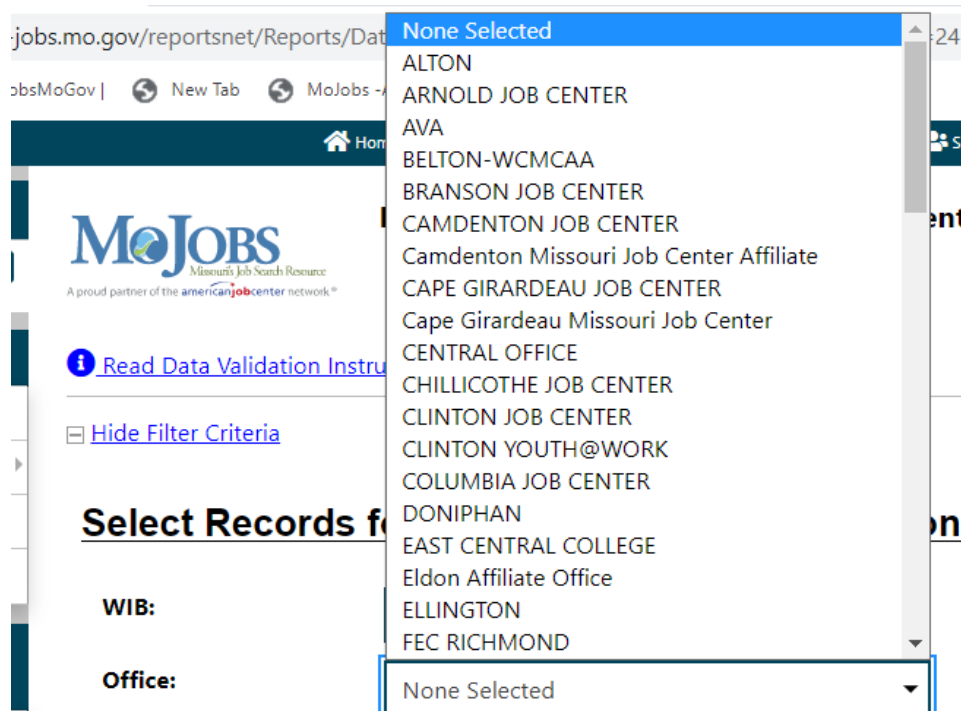 jobs.mo.gov/reportsnet/Reports/Dat
=24
obsMoGov |
New Tab
MoJobs -
Hom
S
MoJobs
Missouri's Job Search Resource
A proud partner of the americanjobcenter network®
ent
Read Data Validation Instru
Hide Filter Criteria
Select Records f
on
WIB:
Office:
None Selected
None Selected
ALTON
ARNOLD JOB CENTER
AVA
BELTON-WCMCAA
BRANSON JOB CENTER
CAMDENTON JOB CENTER
Camdenton Missouri Job Center Affiliate
CAPE GIRARDEAU JOB CENTER
Cape Girardeau Missouri Job Center
CENTRAL OFFICE
CHILLICOTHE JOB CENTER
CLINTON JOB CENTER
CLINTON YOUTH@WORK
COLUMBIA JOB CENTER
DONIPHAN
EAST CENTRAL COLLEGE
Eldon Affiliate Office
ELLINGTON
FEC RICHMOND